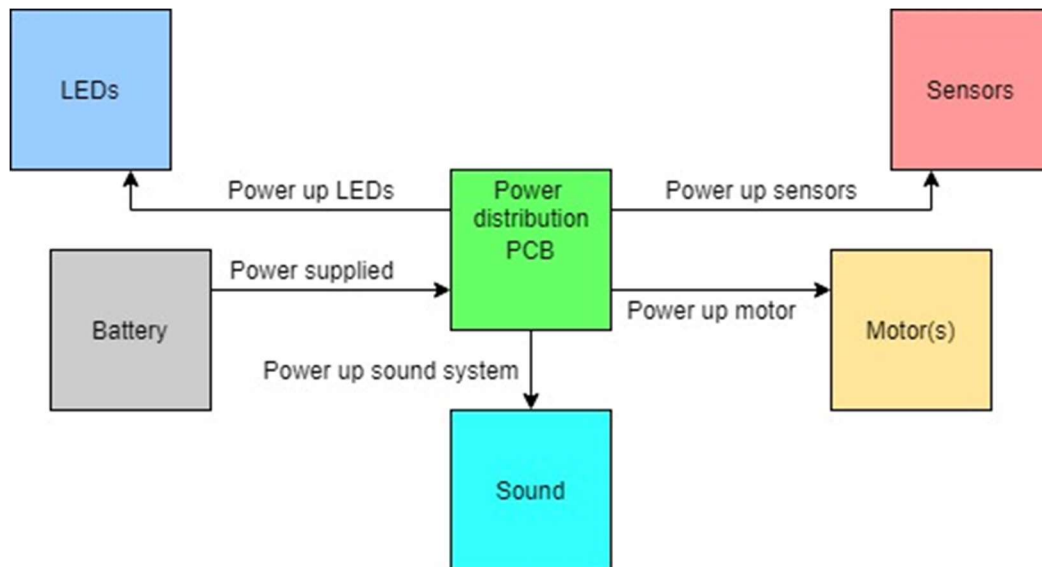 LEDs
Sensors
Power up LEDs
Power
distribution
PCB
Power up sensors
Power supplied
Battery
Power up motor
Motor(s)
Power up sound system
Sound